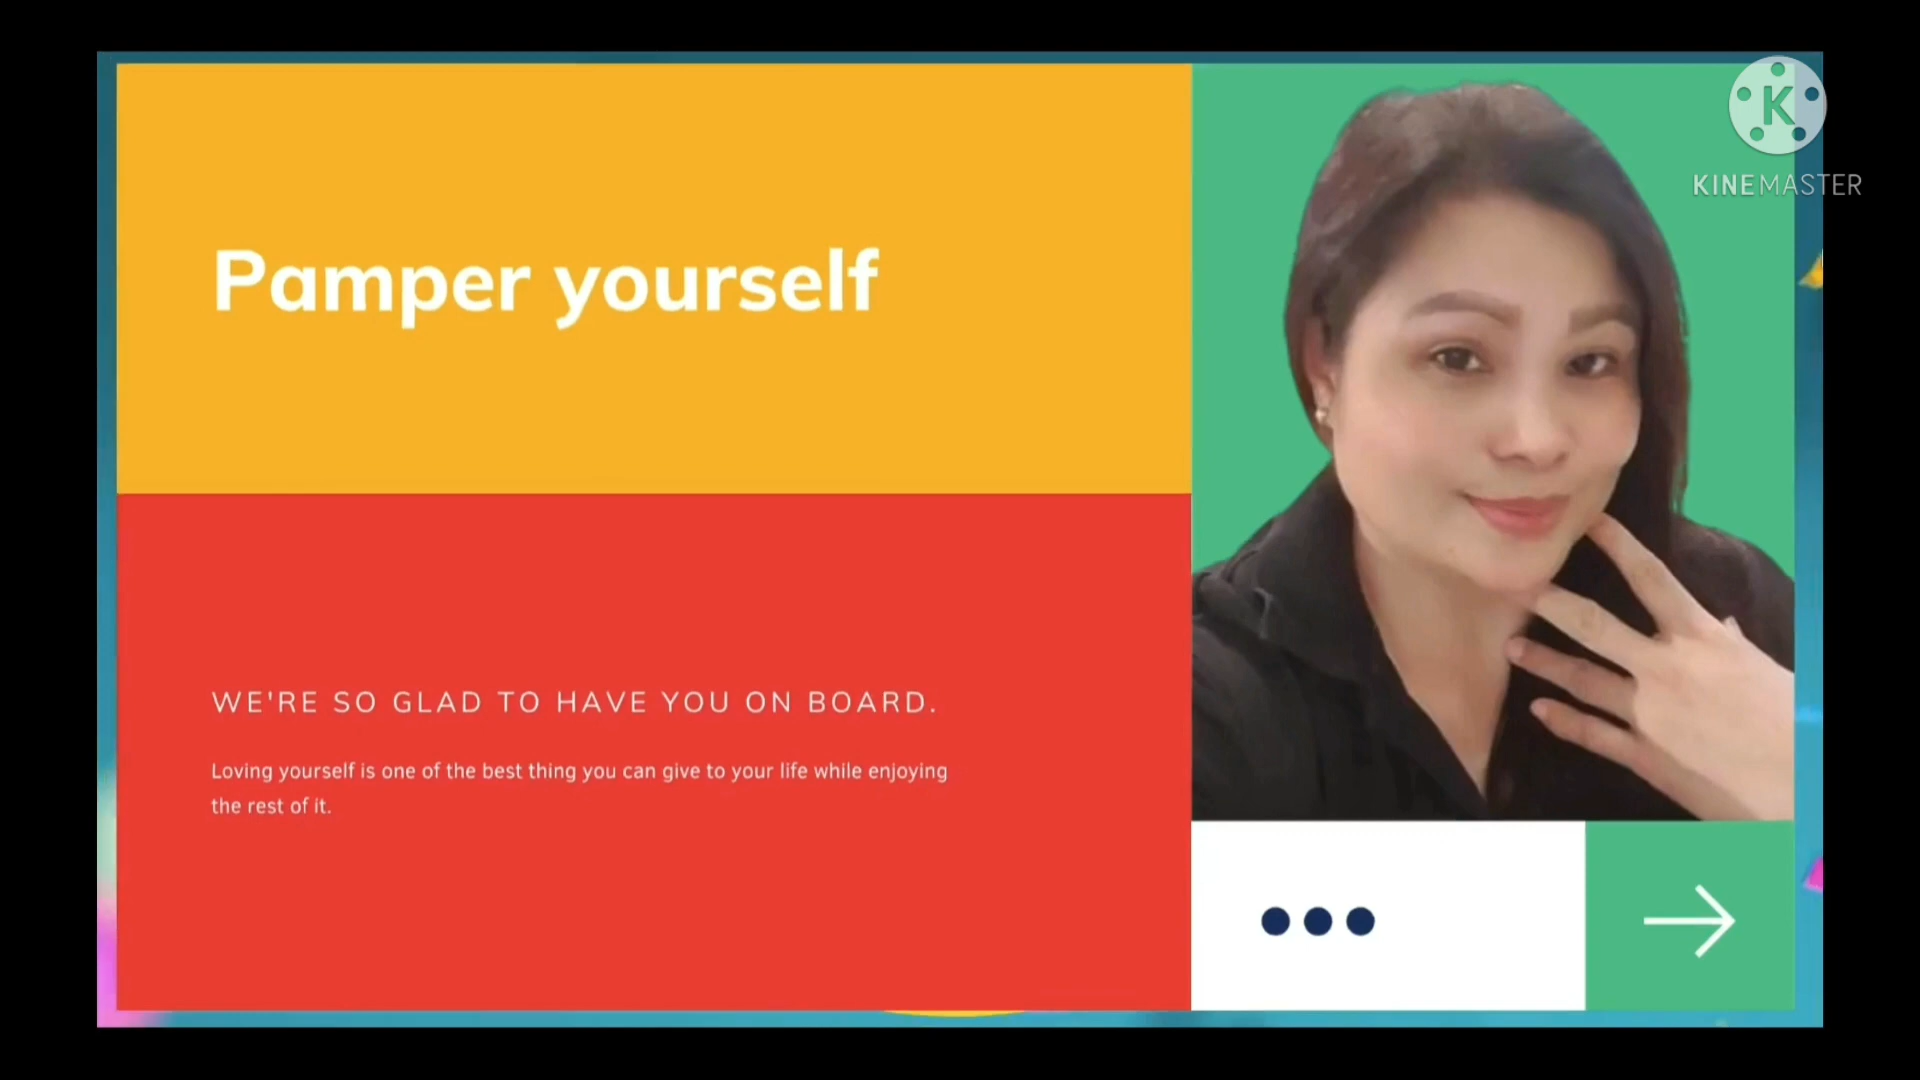 Pamper yourself
WE'RE SO GLAD TO HAVE YOU ON BOARD.
Loving yourself is one of the best thing you can give to your life while enjoying
the rest of it.
K
KINEMASTER